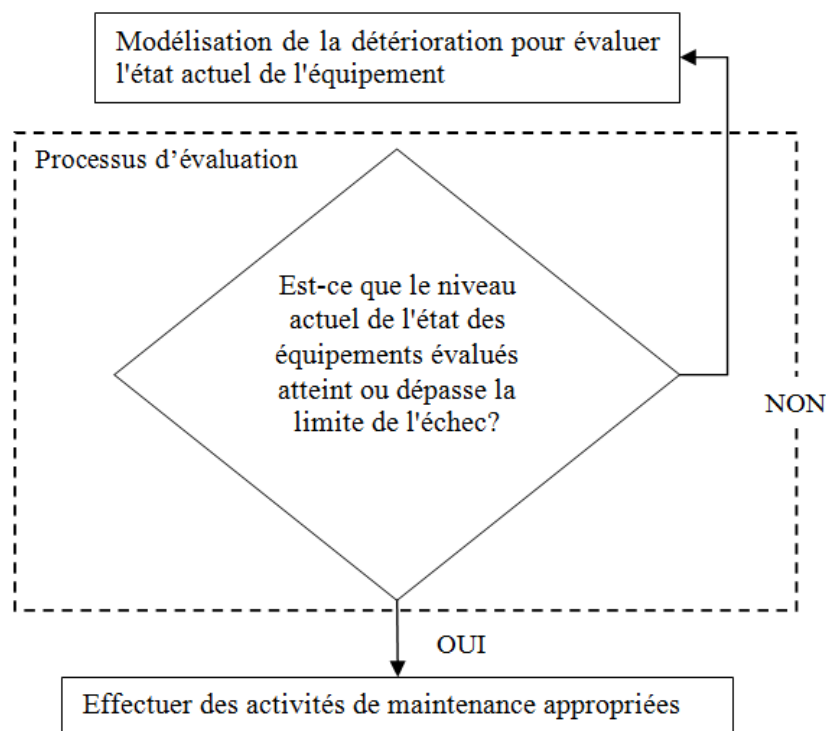 Modélisation de la détérioration pour évaluer
l'état actuel de l'équipement
Processus d’évaluation
Est-ce que le niveau
actuel de l'état des
équipements évalués
atteint ou dépasse la
limite de l'échec?
NON
OUI
Effectuer des activités de maintenance appropriées